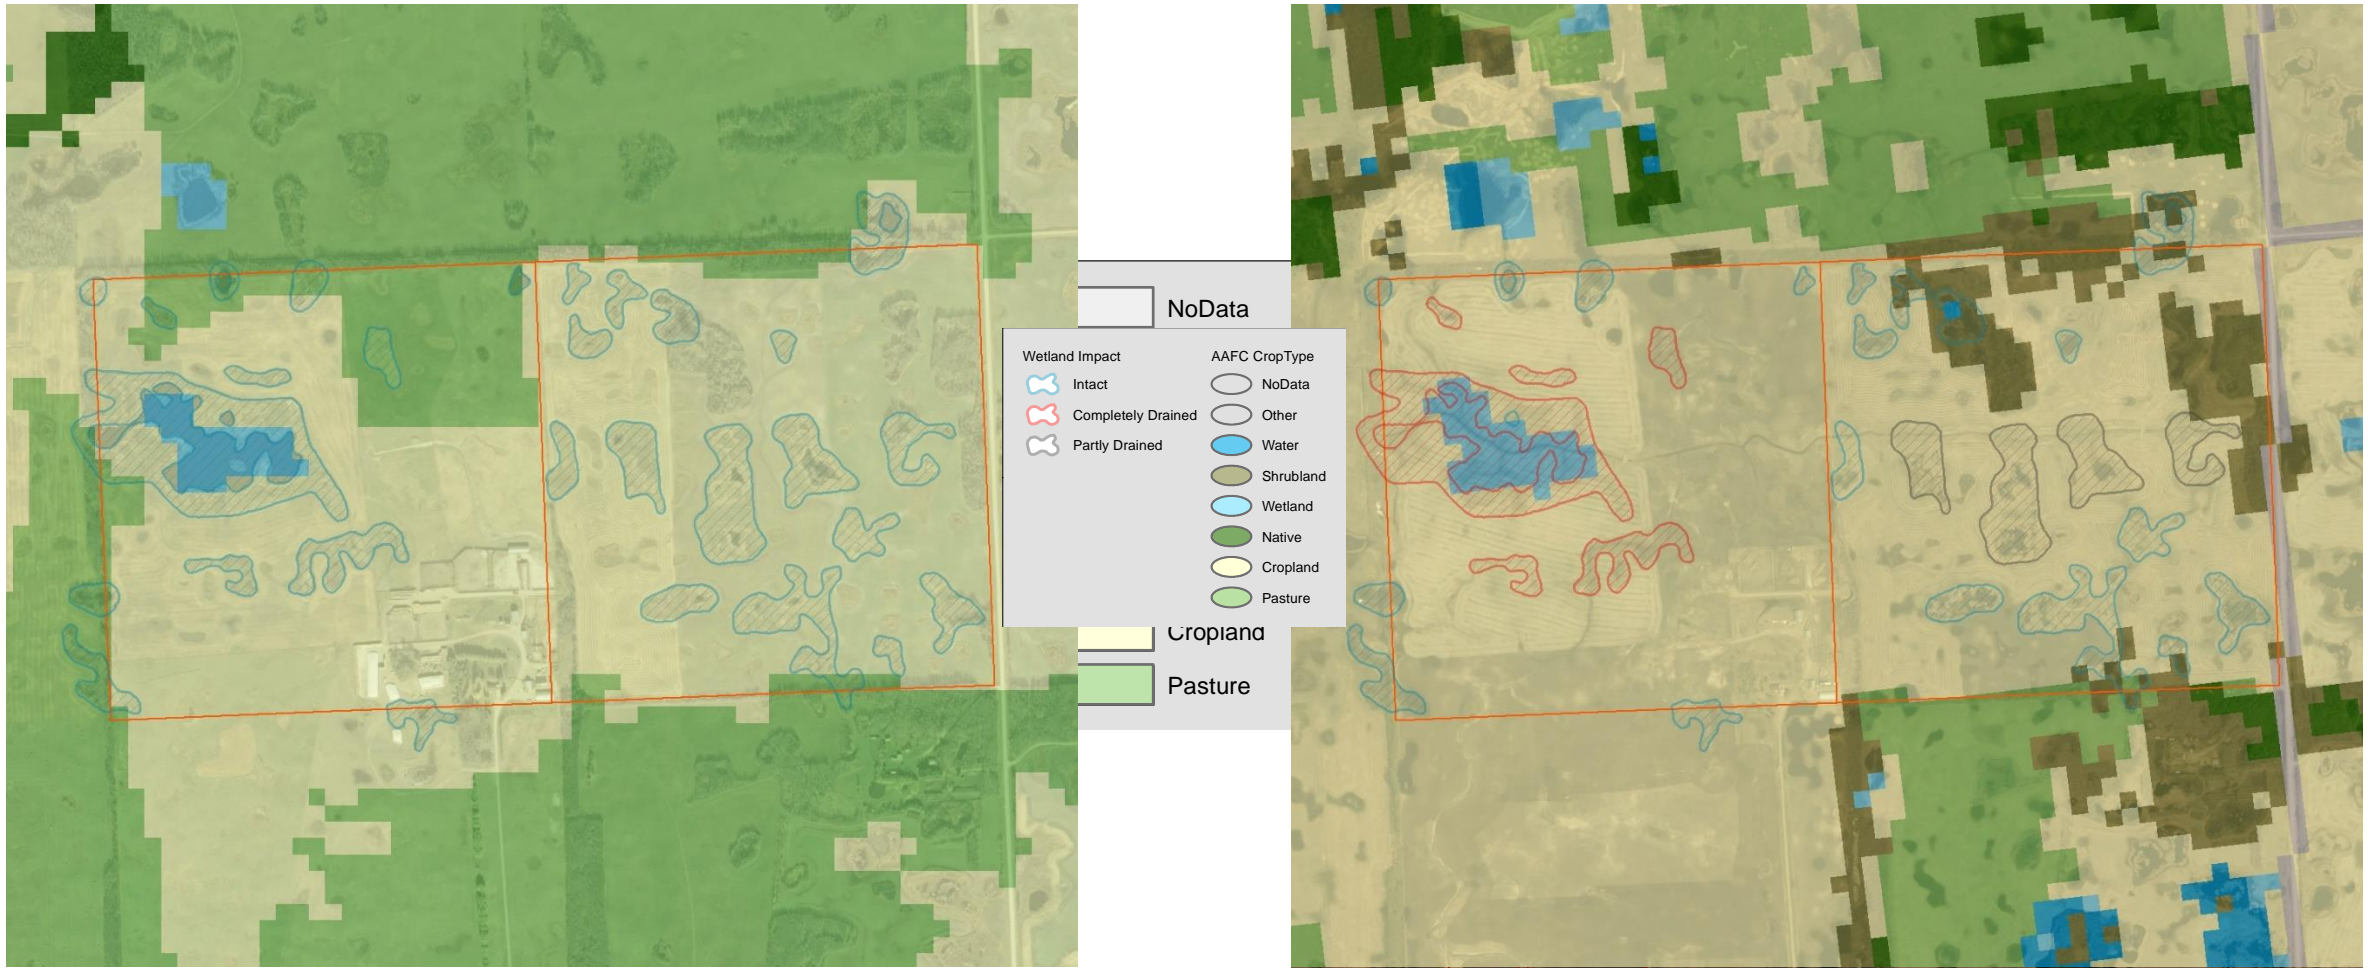 NoData
Wetland Impact
AAFC CropType
Intact
NoData
Completely Drained
Other
Partly Drained
Water
Shrubland
Wetland
Native
Cropland
Pasture
Cropland
Pasture